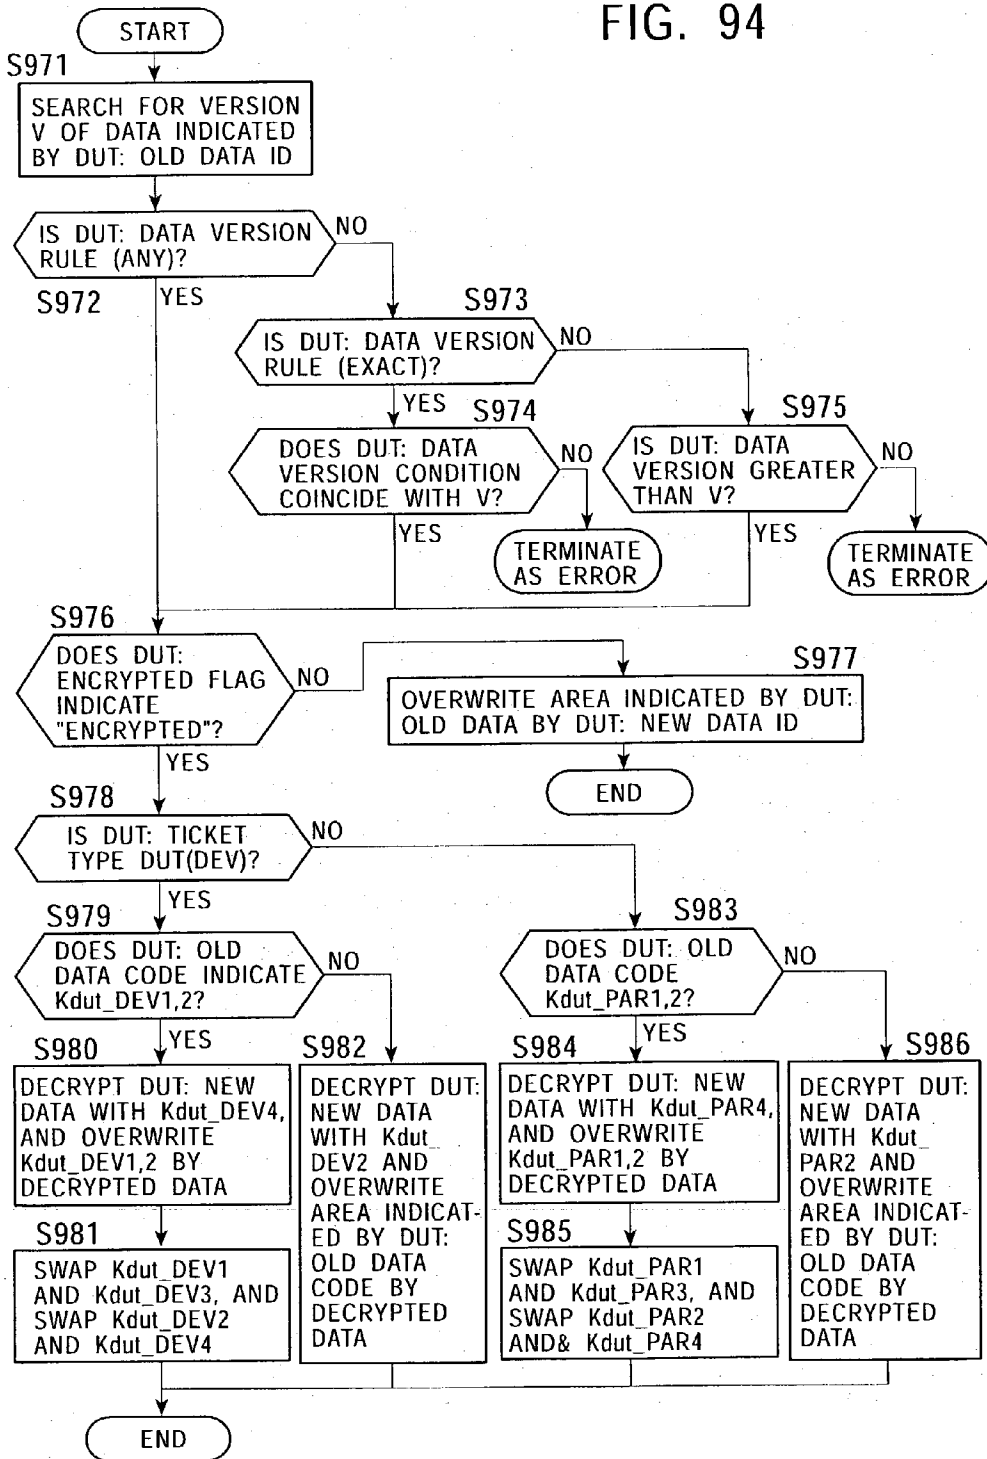 FIG. 94
START
S971
SEARCH FOR VERSION
V OF DATA INDICATED
BY DUT: OLD DATA ID
IS DUT: DATA VERSION
RULE (ANY)?
NO
S972
YES
S973
IS DUT: DATA VERSION
RULE (EXACT)?
NO
YES
S974
DOES DUT: DATA
VERSION CONDITION
COINCIDE WITH V?
NO
YES
TERMINATE
AS ERROR
S975
IS DUT: DATA
VERSION GREATER
THAN V?
NO
YES
TERMINATE
AS ERROR
S976
DOES DUT:
ENCRYPTED FLAG
INDICATE
"ENCRYPTED"?
NO
YES
S977
OVERWRITE AREA INDICATED BY DUT:
OLD DATA BY DUT: NEW DATA ID
END
S978
IS DUT: TICKET
TYPE DUT(DEV)?
NO
YES
S979
DOES DUT: OLD
DATA CODE INDICATE
Kdut_DEV1,2?
NO
YES
S983
DOES DUT: OLD
DATA CODE
Kdut_PAR1,2?
NO
YES
S980
DECRYPT DUT: NEW
DATA WITH Kdut_DEV4,
AND OVERWRITE
Kdut_DEV1,2 BY
DECRYPTED DATA
S981
SWAP Kdut_DEV1
AND Kdut_DEV3, AND
SWAP Kdut_DEV2
AND Kdut_DEV4
S982
DECRYPT DUT:
NEW DATA
WITH Kdut_
DEV2 AND
OVERWRITE
AREA INDICAT-
ED BY DUT:
OLD DATA
CODE BY
DECRYPTED
DATA
S984
DECRYPT DUT: NEW
DATA WITH Kdut_PAR4,
AND OVERWRITE
Kdut_PAR1,2 BY
DECRYPTED DATA
S985
SWAP Kdut_PAR1
AND Kdut_PAR3, AND
SWAP Kdut_PAR2
AND& Kdut_PAR4
S986
DECRYPT DUT:
NEW DATA
WITH Kdut_
PAR2 AND
OVERWRITE
AREA INDICAT-
ED BY DUT:
OLD DATA
CODE BY
DECRYPTED
DATA
END